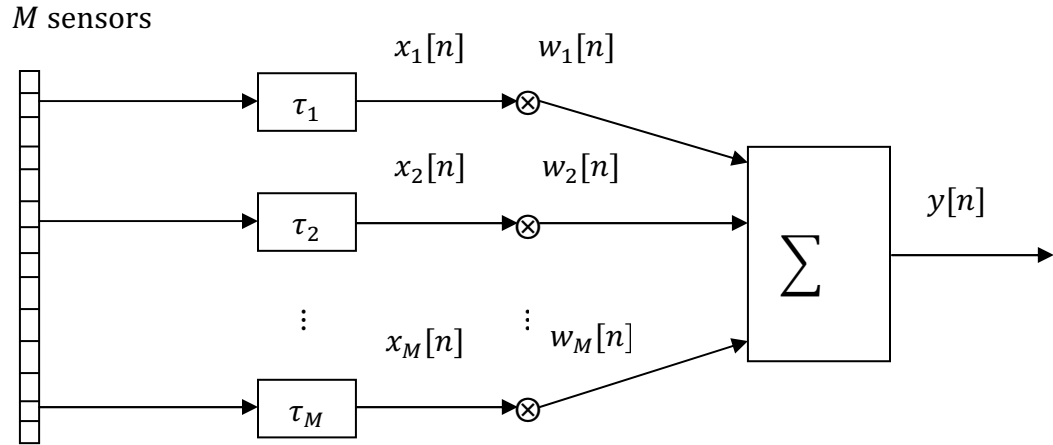 M sensors
x₁[n] w₁[n]
τ₁
x₂[n] w₂[n]
τ₂
y[n]
∑
⋮ ⋮
x_M[n] w_M[n]
τ_M